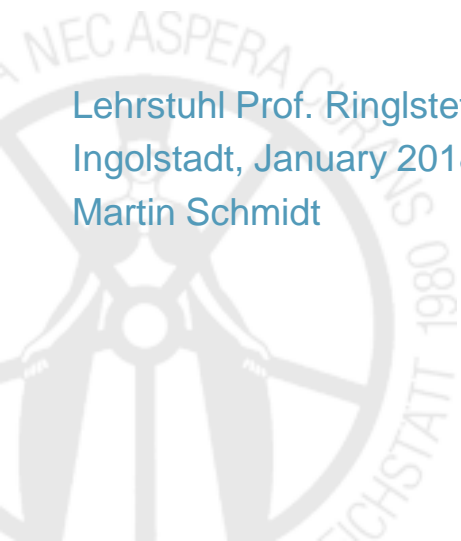 NEC ASPERA
Lehrstuhl Prof.
Ingolstadt, January
Martin Schmidt
1980